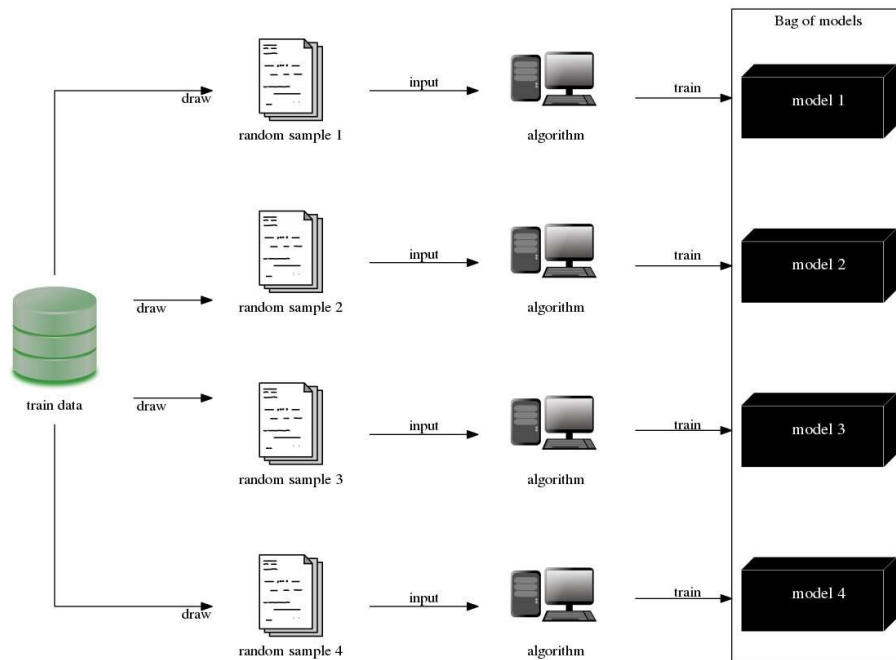 Bag of models
draw
random sample 1
input
algorithm
train
model 1
draw
random sample 2
input
algorithm
train
model 2
train data
draw
random sample 3
input
algorithm
train
model 3
draw
random sample 4
input
algorithm
train
model 4